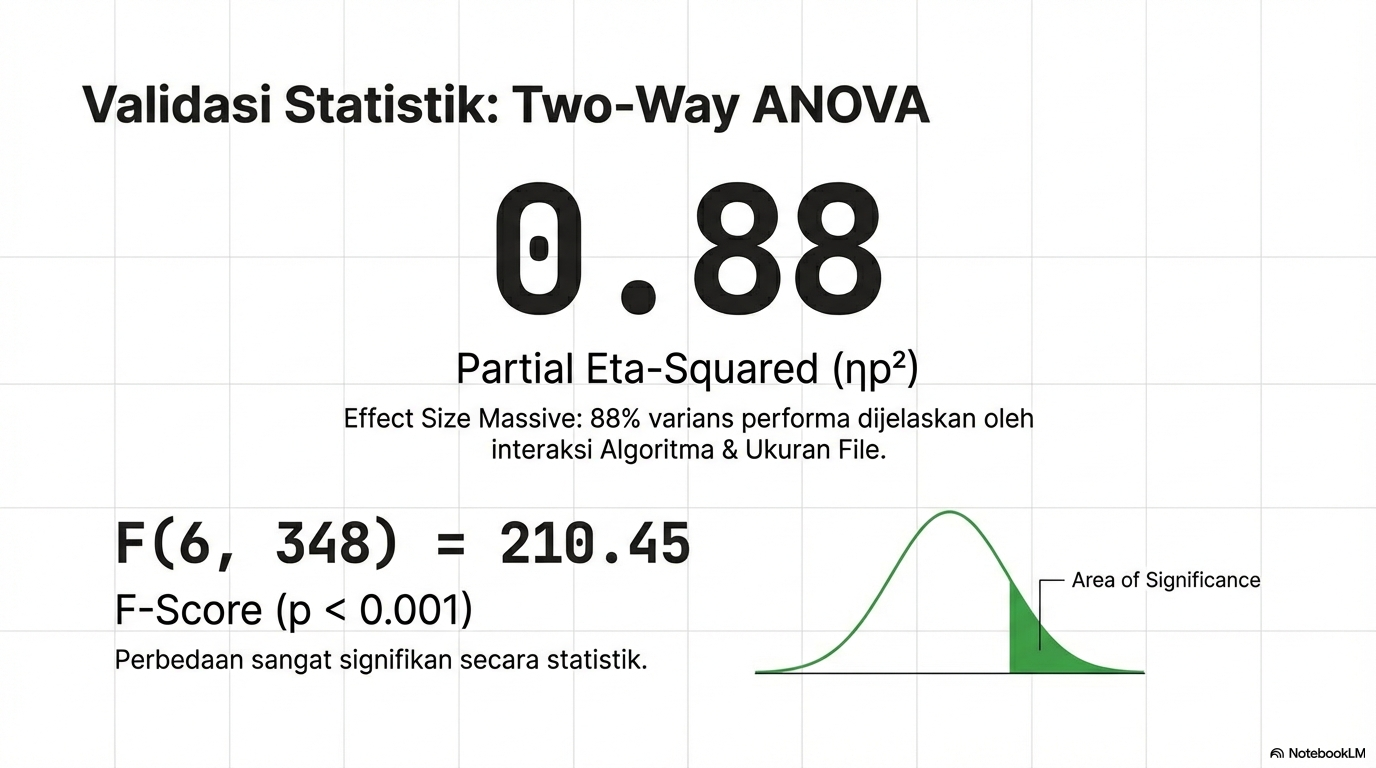 Validasi Statistik: Two-Way ANOVA
0.88
Partial Eta-Squared (ηp²)
Effect Size Massive: 88% varians performa dijelaskan oleh
interaksi Algoritma & Ukuran File.
F(6, 348) = 210.45
F-Score (p < 0.001)
Perbedaan sangat signifikan secara statistik.
Area of Significance
NotebookLM